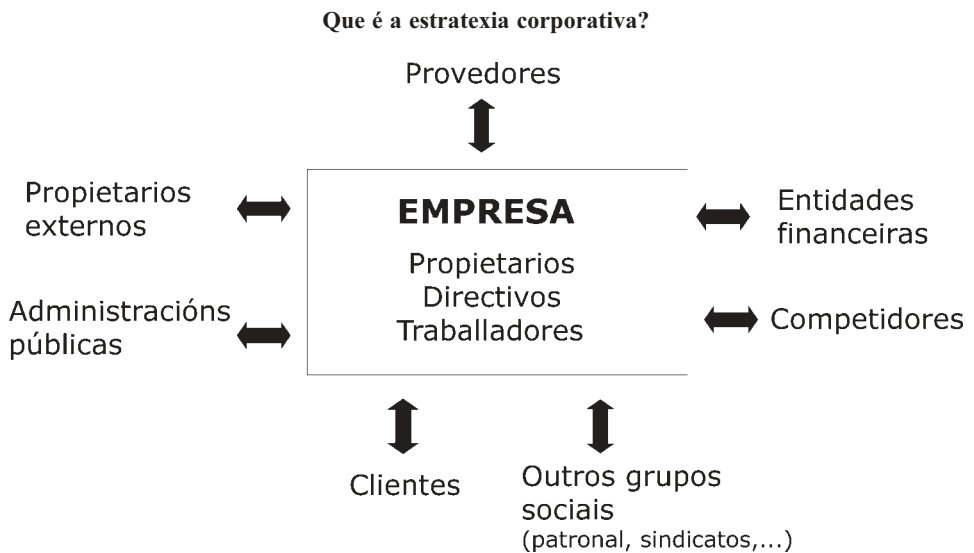 Que é a estratexia corporativa?
Provedores
Propietarios
externos
EMPRESA
Propietarios
Directivos
Traballadores
Entidades
financeiras
Administracións
públicas
Competidores
Clientes
Outros grupos
sociais
(patronal, sindicatos,...)